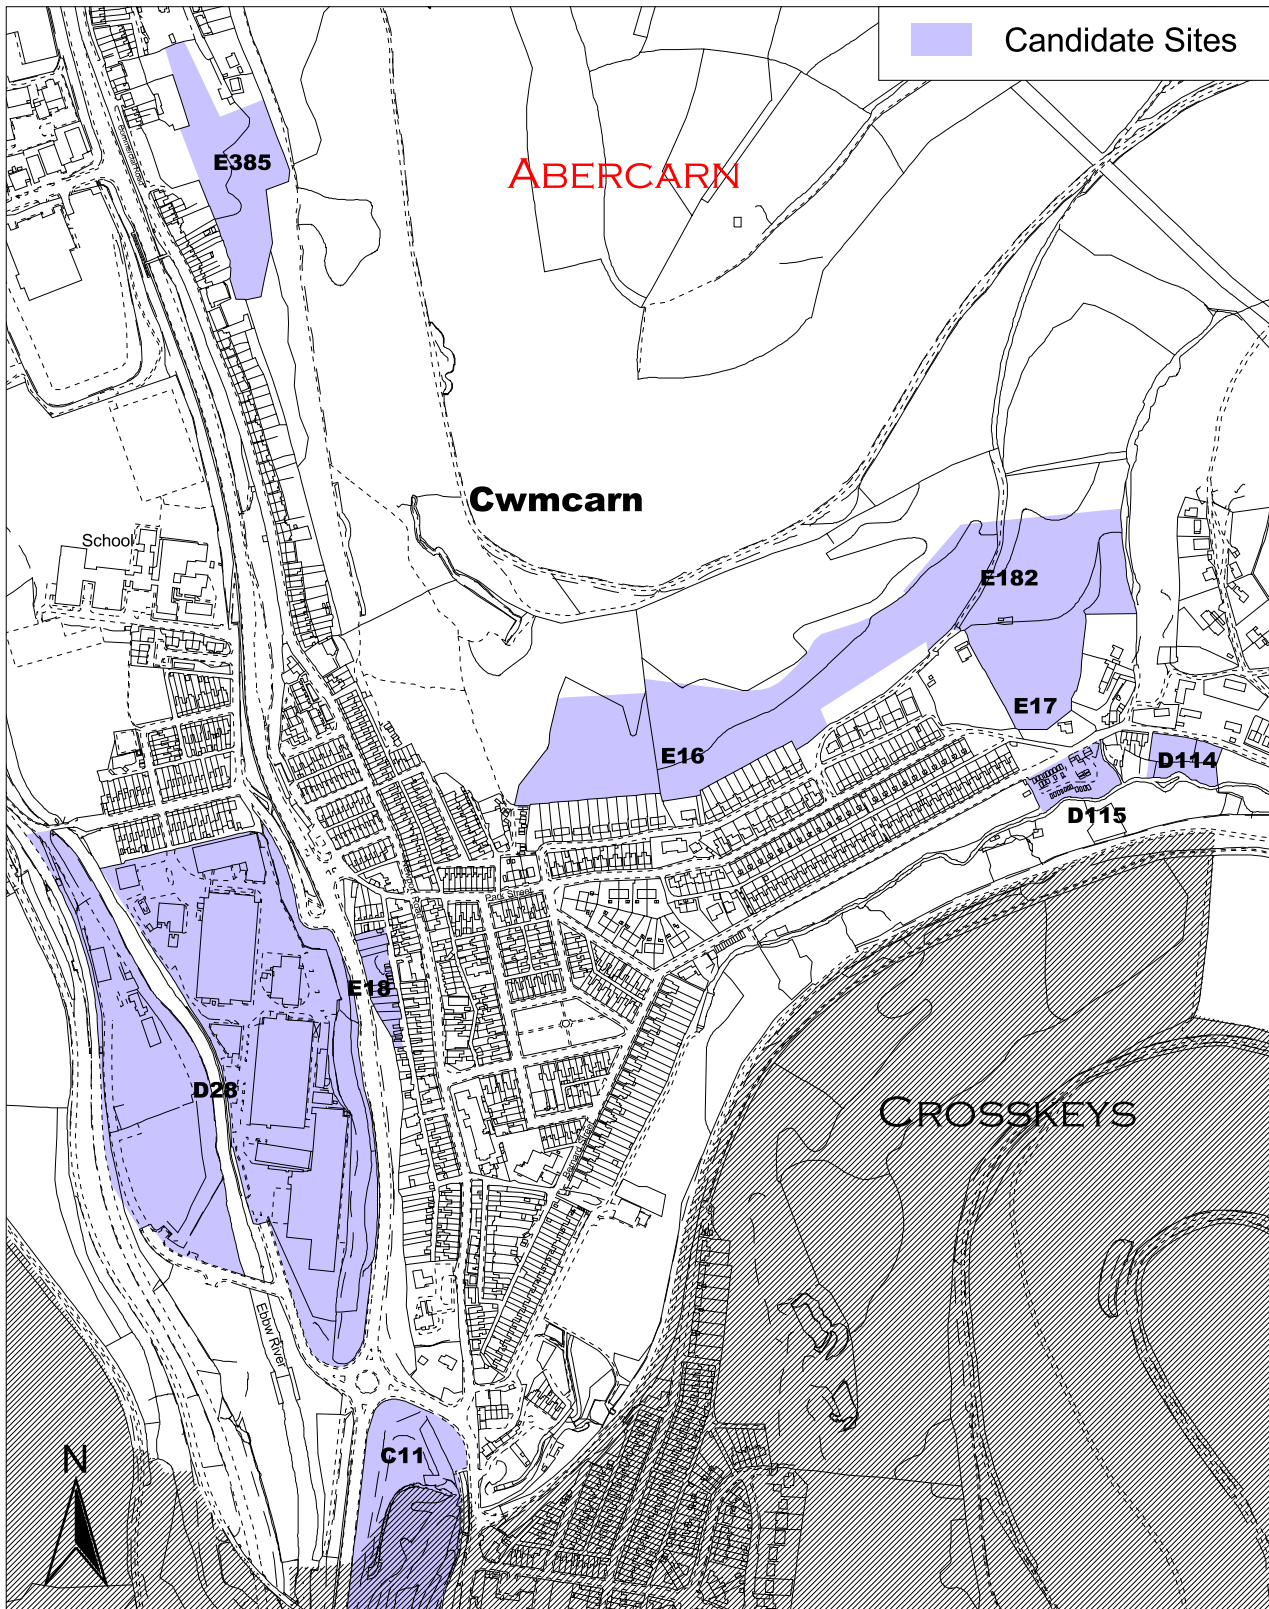 Candidate Sites
E385
ABERCARN
Cwmcarn
School
E182
E17
E16
D114
D115
Park Street
E18
D28
CROSSKEYS
Ebbw River
C11
N